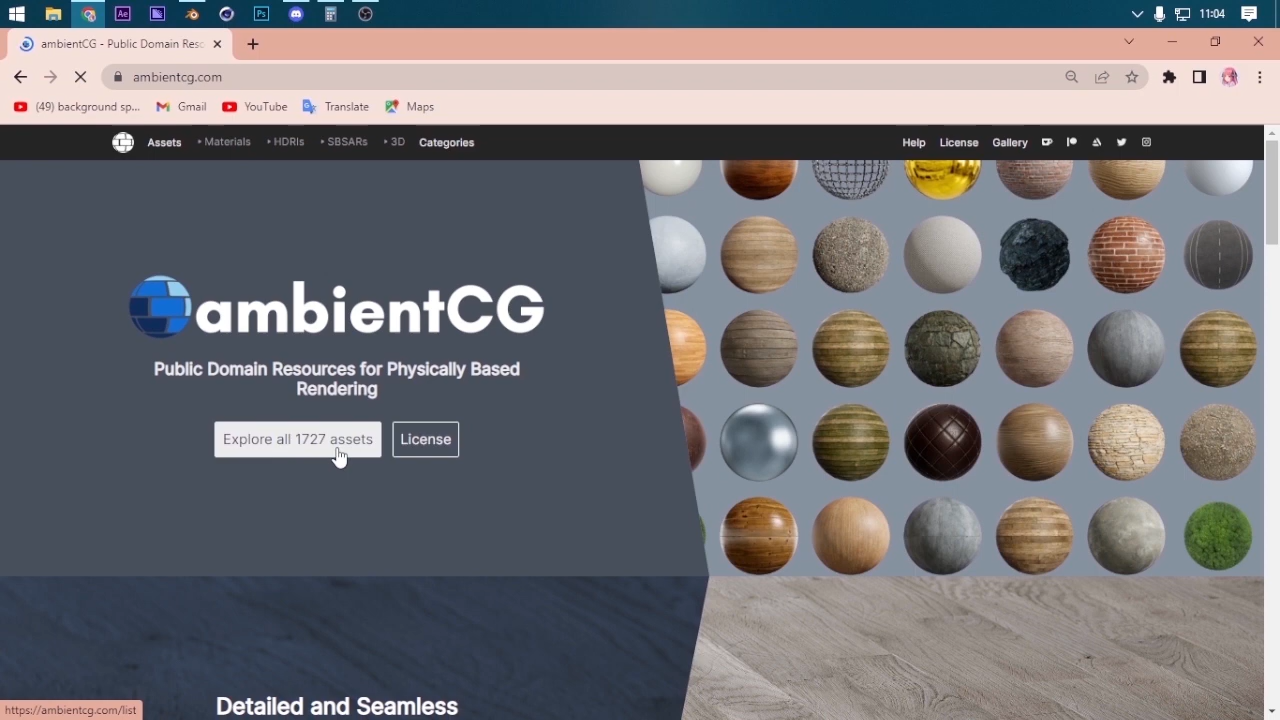 11:04
ambientCG - Public Domain Reso
ambientcg.com
(49) background sp...
Gmail
YouTube
Translate
Maps
Assets
Materials
HDRIs
SBSARs
3D
Categories
Help
License
Gallery
ambientCG
Public Domain Resources for Physically Based
Rendering
Explore all 1727 assets
License
Detailed and Seamless
https://ambientcg.com/list